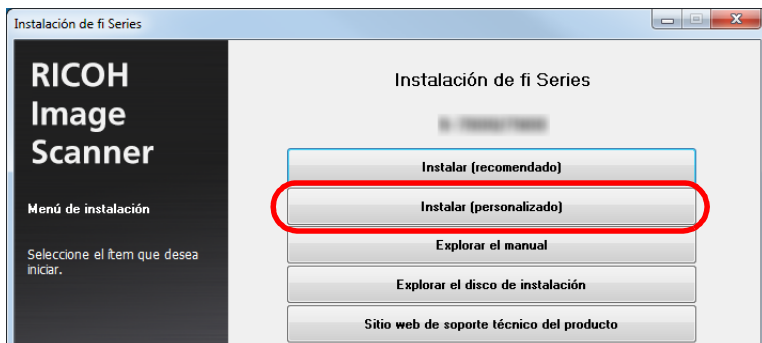 Instalación de fi Series
RICOH
Image
Scanner
Menú de instalación
Seleccione el ítem que desea
iniciar.
Instalación de fi Series
Instalar (recomendado)
Instalar (personalizado)
Explorar el manual
Explorar el disco de instalación
Sitio web de soporte técnico del producto